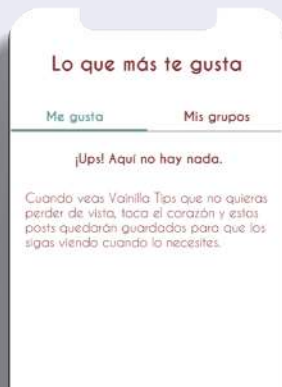 Lo que más te gusta
Me gusta
Mis grupos
¡Ups! Aquí no hay nada.
Cuando veas Vainilla Tips que no quieras
perder de vista, toca el corazón y estos
posts quedarán guardados para que los
sigas viendo cuando lo necesites.